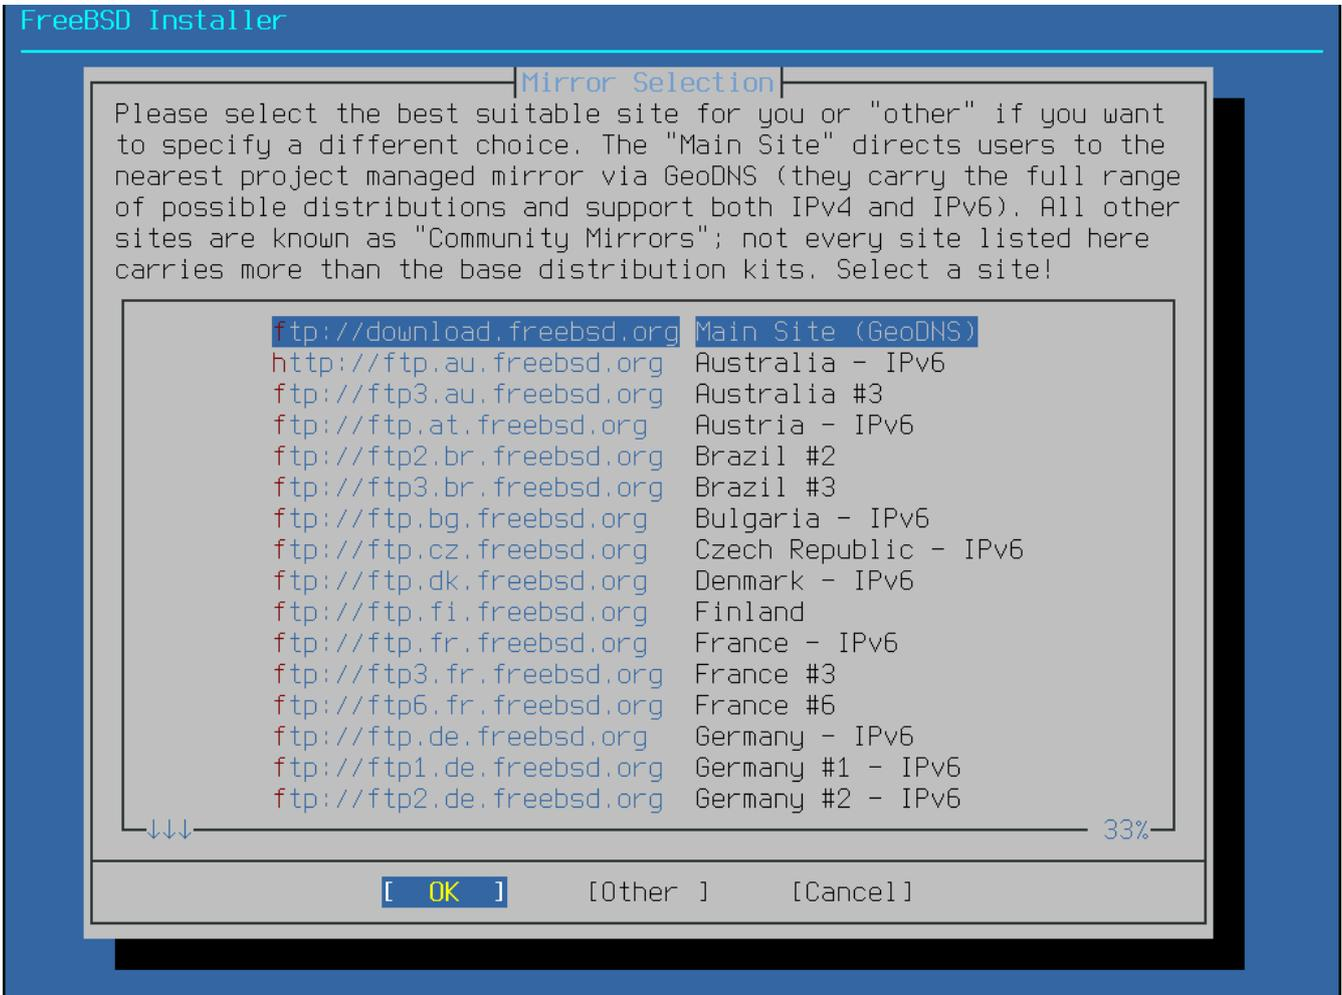 FreeBSD Installer
Mirror Selection
Please select the best suitable site for you or "other" if you want
to specify a different choice. The "Main Site" directs users to the
nearest project managed mirror via GeoDNS (they carry the full range
of possible distributions and support both IPv4 and IPv6). All other
sites are known as "Community Mirrors"; not every site listed here
carries more than the base distribution kits. Select a site!
ftp://download.freebsd.org Main Site (GeoDNS)
http://ftp.au.freebsd.org Australia - IPv6
ftp://ftp3.au.freebsd.org Australia #3
ftp://ftp.at.freebsd.org Austria - IPv6
ftp://ftp2.br.freebsd.org Brazil #2
ftp://ftp3.br.freebsd.org Brazil #3
ftp://ftp.bg.freebsd.org Bulgaria - IPv6
ftp://ftp.cz.freebsd.org Czech Republic - IPv6
ftp://ftp.dk.freebsd.org Denmark - IPv6
ftp://ftp.fi.freebsd.org Finland
ftp://ftp.fr.freebsd.org France - IPv6
ftp://ftp3.fr.freebsd.org France #3
ftp://ftp6.fr.freebsd.org France #6
ftp://ftp.de.freebsd.org Germany - IPv6
ftp://ftp1.de.freebsd.org Germany #1 - IPv6
ftp://ftp2.de.freebsd.org Germany #2 - IPv6
↓↓↓ 33%
[ OK ] [Other ] [Cancel]